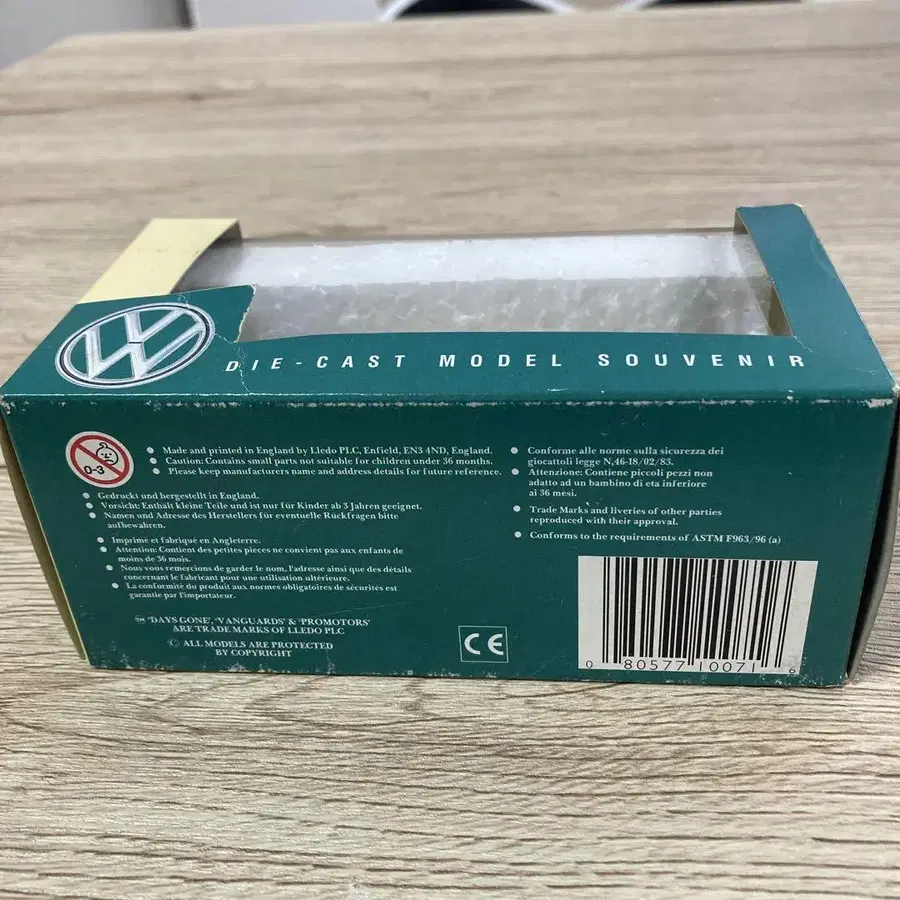 VW
DIE-CAST MODEL SOUVENIR
0-3
• Made and printed in England by Lledo PLC, Enfield, EN3 4ND, England.
• Caution: Contains small parts not suitable for children under 36 months.
• Please keep manufacturers name and address details for future reference.
• Gedruckt und hergestellt in England.
• Vorsicht: Enthält kleine Teile und ist nur für Kinder ab 3 Jahren geeignet.
• Namen und Adresse des Herstellers für eventuelle Rückfragen bitte
aufbewahren.
• Imprimé et fabriqué en Angleterre.
• Attention: Contient des petites pieces ne convient pas aux enfants de
moins de 36 mois.
• Nous vous remercions de garder le nom, l'adresse ainsi que des détails
concernant le fabricant pour une utilisation ultérieure.
• La conformité du produit aux normes obligatoires de sécurités est
garantie par l'importateur.
™ 'DAYS GONE', 'VANGUARDS' & 'PROMOTORS'
ARE TRADE MARKS OF LLEDO PLC
© ALL MODELS ARE PROTECTED
BY COPYRIGHT
• Conforme alle norme sulla sicurezza dei
giocattoli legge N,46-18/02/83.
• Attenzione: Contiene piccoli pezzi non
adatto ad un bambino di eta inferiore
ai 36 mesi.
• Trade Marks and liveries of other parties
reproduced with their approval.
• Conforms to the requirements of ASTM F963/96 (a)
CE
0 80577 10071 6